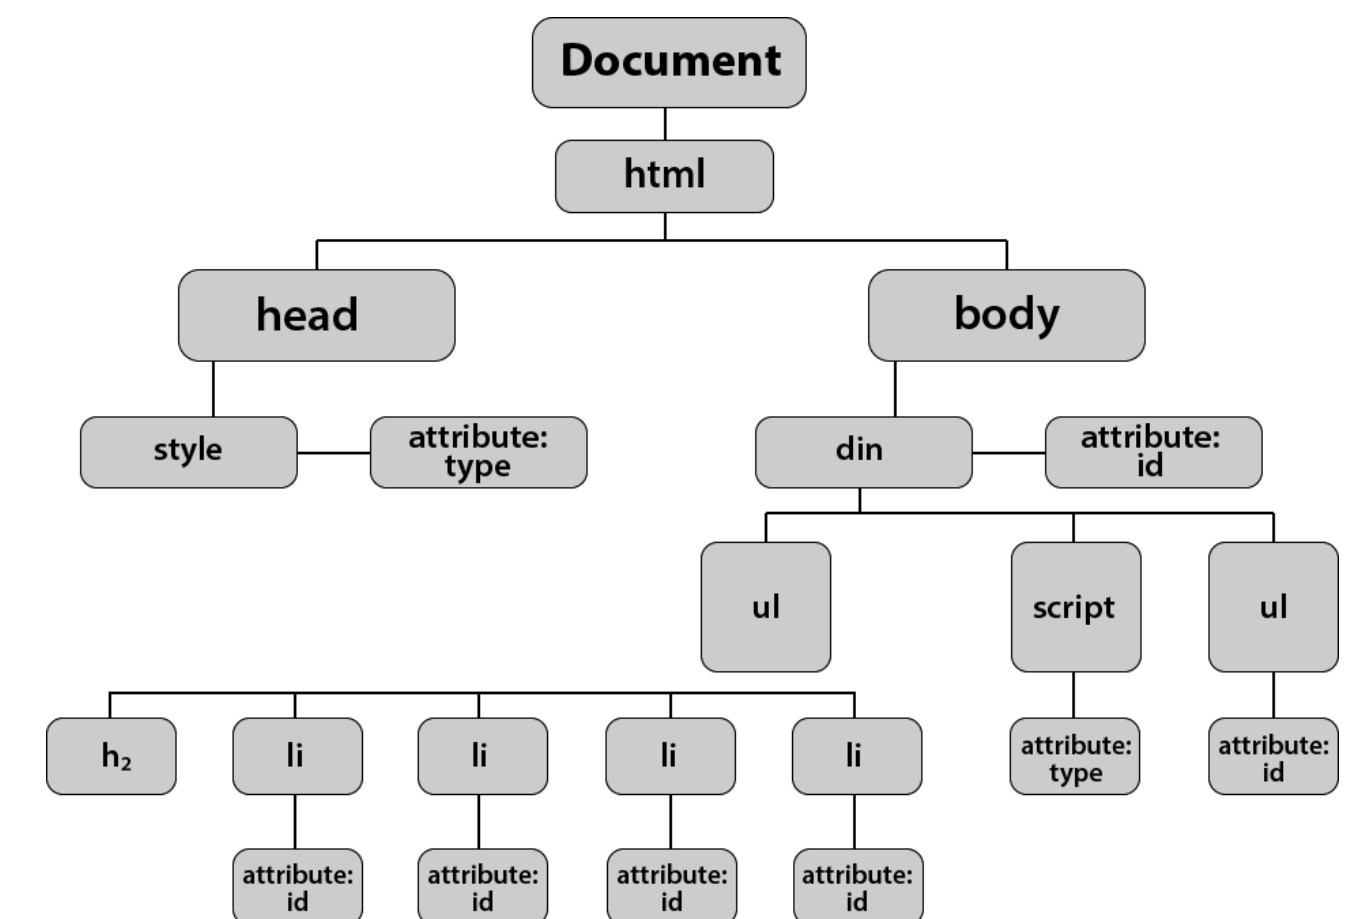 Document
html
head
body
style
attribute:
type
din
attribute:
id
ul
script
ul
h₂
li
li
li
li
attribute:
type
attribute:
id
attribute:
id
attribute:
id
attribute:
id
attribute:
id